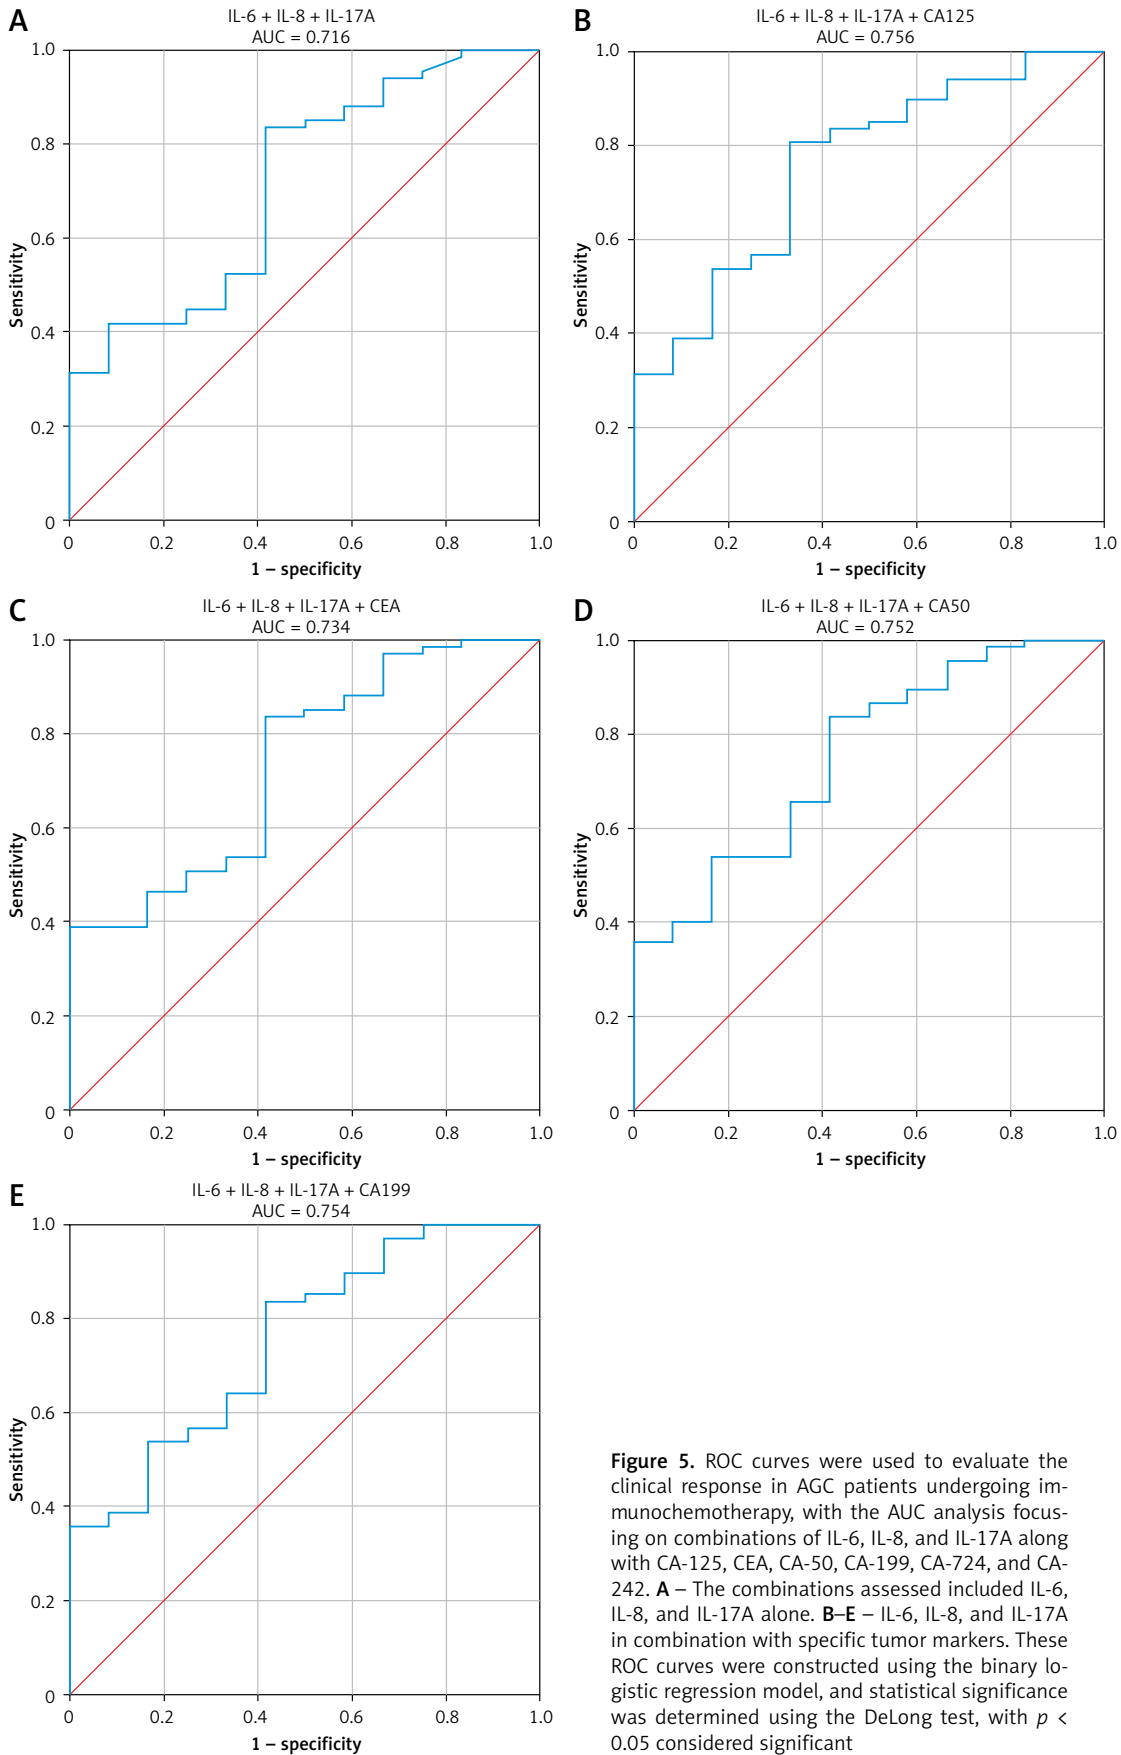 A
IL-6 + IL-8 + IL-17A
AUC = 0.716
1.0
0.8
0.6
0.4
0.2
0
Sensitivity
0 0.2 0.4 0.6 0.8 1.0
1 – specificity
B
IL-6 + IL-8 + IL-17A + CA125
AUC = 0.756
1.0
0.8
0.6
0.4
0.2
0
Sensitivity
0 0.2 0.4 0.6 0.8 1.0
1 – specificity
C
IL-6 + IL-8 + IL-17A + CEA
AUC = 0.734
1.0
0.8
0.6
0.4
0.2
0
Sensitivity
0 0.2 0.4 0.6 0.8 1.0
1 – specificity
D
IL-6 + IL-8 + IL-17A + CA50
AUC = 0.752
1.0
0.8
0.6
0.4
0.2
0
Sensitivity
0 0.2 0.4 0.6 0.8 1.0
1 – specificity
E
IL-6 + IL-8 + IL-17A + CA199
AUC = 0.754
1.0
0.8
0.6
0.4
0.2
0
Sensitivity
0 0.2 0.4 0.6 0.8 1.0
1 – specificity
Figure 5. ROC curves were used to evaluate the
clinical response in AGC patients undergoing im-
munochemotherapy, with the AUC analysis focus-
ing on combinations of IL-6, IL-8, and IL-17A along
with CA-125, CEA, CA-50, CA-199, CA-724, and CA-
242. A – The combinations assessed included IL-6,
IL-8, and IL-17A alone. B–E – IL-6, IL-8, and IL-17A
in combination with specific tumor markers. These
ROC curves were constructed using the binary lo-
gistic regression model, and statistical significance
was determined using the DeLong test, with p <
0.05 considered significant